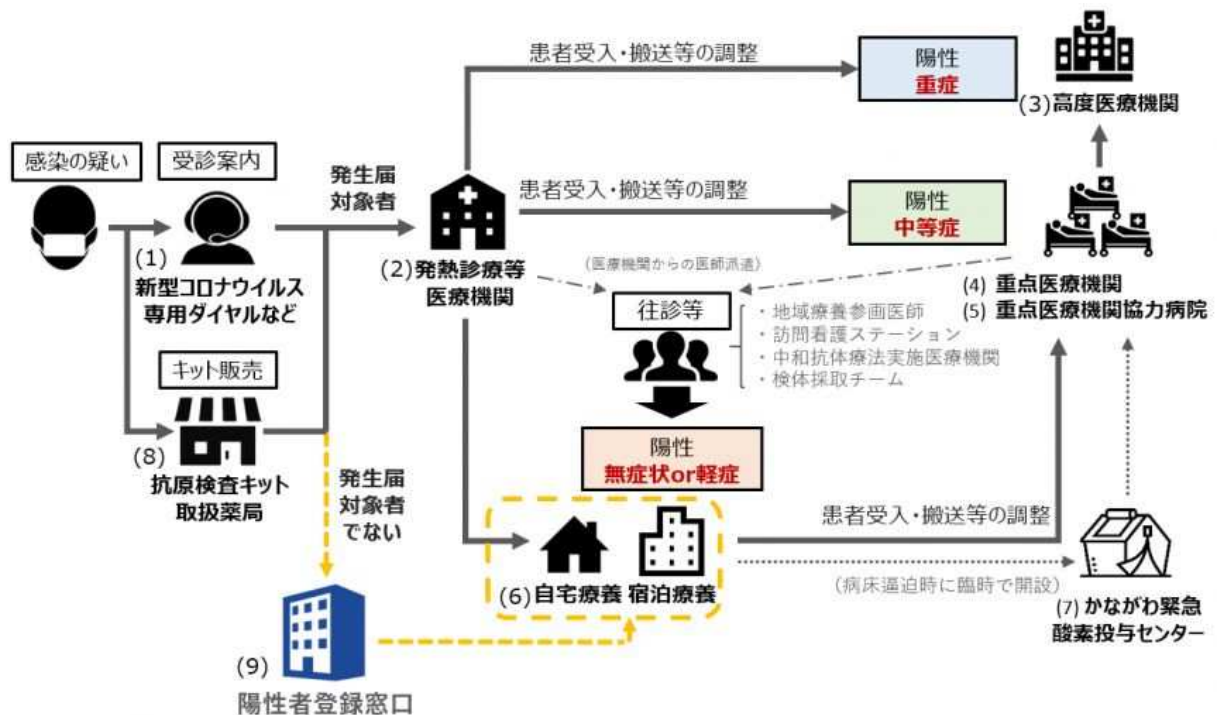 患者受入・搬送等の調整
陽性
重症
(3)高度医療機関
感染の疑い
受診案内
発生届
対象者
(1)
新型コロナウイルス
専用ダイヤルなど
(2)発熱診療等
医療機関
患者受入・搬送等の調整
陽性
中等症
(医療機関からの医師派遣)
(4) 重点医療機関
(5) 重点医療機関協力病院
往診等
・地域療養参画医師
・訪問看護ステーション
・中和抗体療法実施医療機関
・検体採取チーム
キット販売
(8)
抗原検査キット
取扱薬局
陽性
無症状or軽症
発生届
対象者
でない
(6)自宅療養 宿泊療養
患者受入・搬送等の調整
(病床逼迫時に臨時で開設)
(7) かながわ緊急
酸素投与センター
(9)
陽性者登録窓口